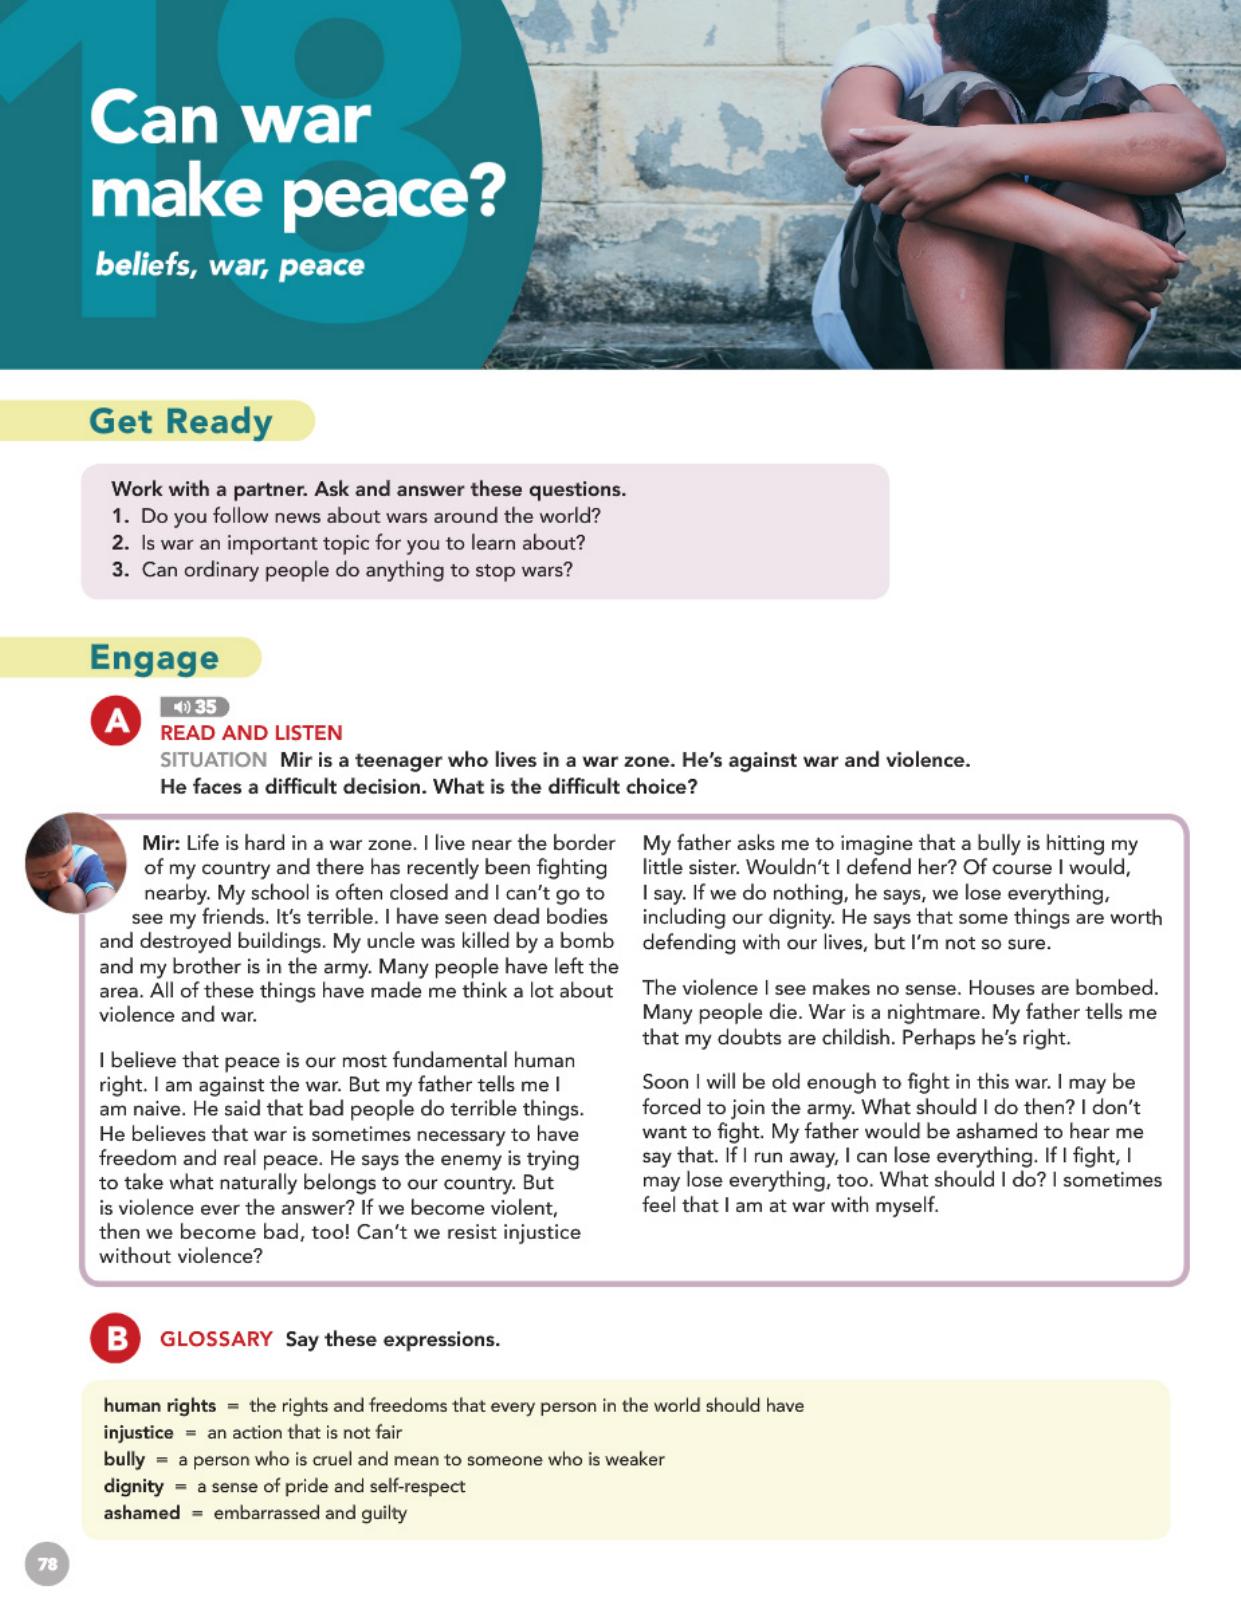 18
Can war
make peace?
beliefs, war, peace
Get Ready
Work with a partner. Ask and answer these questions.
1. Do you follow news about wars around the world?
2. Is war an important topic for you to learn about?
3. Can ordinary people do anything to stop wars?
Engage
A
35
READ AND LISTEN
SITUATION Mir is a teenager who lives in a war zone. He's against war and violence.
He faces a difficult decision. What is the difficult choice?
Mir: Life is hard in a war zone. I live near the border
of my country and there has recently been fighting
nearby. My school is often closed and I can't go to
see my friends. It's terrible. I have seen dead bodies
and destroyed buildings. My uncle was killed by a bomb
and my brother is in the army. Many people have left the
area. All of these things have made me think a lot about
violence and war.
I believe that peace is our most fundamental human
right. I am against the war. But my father tells me I
am naive. He said that bad people do terrible things.
He believes that war is sometimes necessary to have
freedom and real peace. He says the enemy is trying
to take what naturally belongs to our country. But
is violence ever the answer? If we become violent,
then we become bad, too! Can't we resist injustice
without violence?
My father asks me to imagine that a bully is hitting my
little sister. Wouldn't I defend her? Of course I would,
I say. If we do nothing, he says, we lose everything,
including our dignity. He says that some things are worth
defending with our lives, but I'm not so sure.
The violence I see makes no sense. Houses are bombed.
Many people die. War is a nightmare. My father tells me
that my doubts are childish. Perhaps he's right.
Soon I will be old enough to fight in this war. I may be
forced to join the army. What should I do then? I don't
want to fight. My father would be ashamed to hear me
say that. If I run away, I can lose everything. If I fight, I
may lose everything, too. What should I do? I sometimes
feel that I am at war with myself.
B
GLOSSARY Say these expressions.
human rights = the rights and freedoms that every person in the world should have
injustice = an action that is not fair
bully = a person who is cruel and mean to someone who is weaker
dignity = a sense of pride and self-respect
ashamed = embarrassed and guilty
78